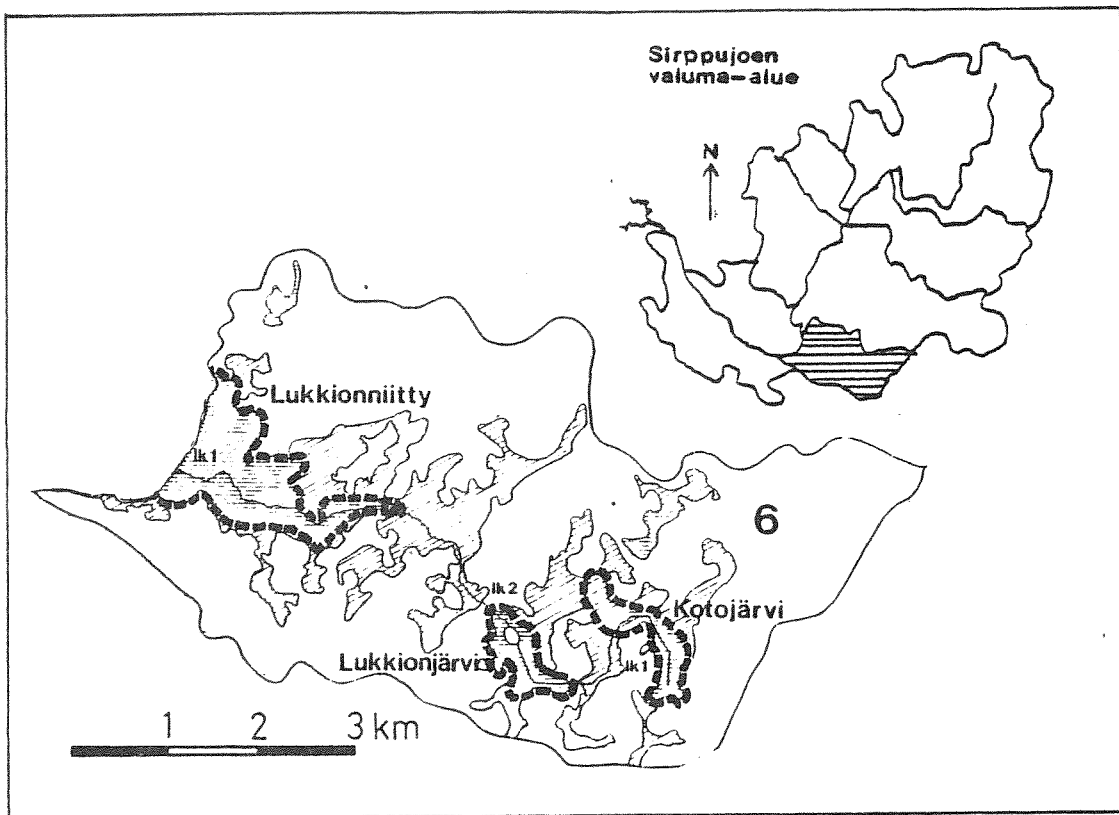 Sirppujoen
valuma-alue
N
Lukkionniitty
lk1
6
lk2
Kotojärvi
Lukkionjärvi
lk1
1 2 3 km